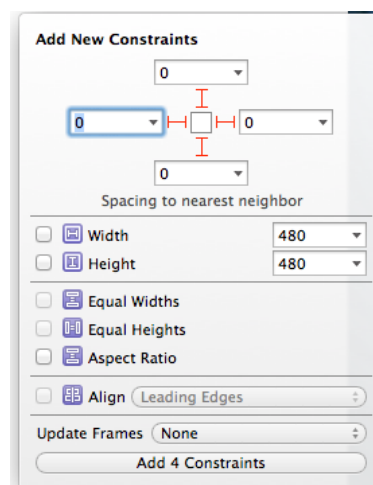 Add New Constraints
0
0 0
0
Spacing to nearest neighbor
Width 480
Height 480
Equal Widths
Equal Heights
Aspect Ratio
Align Leading Edges
Update Frames None
Add 4 Constraints